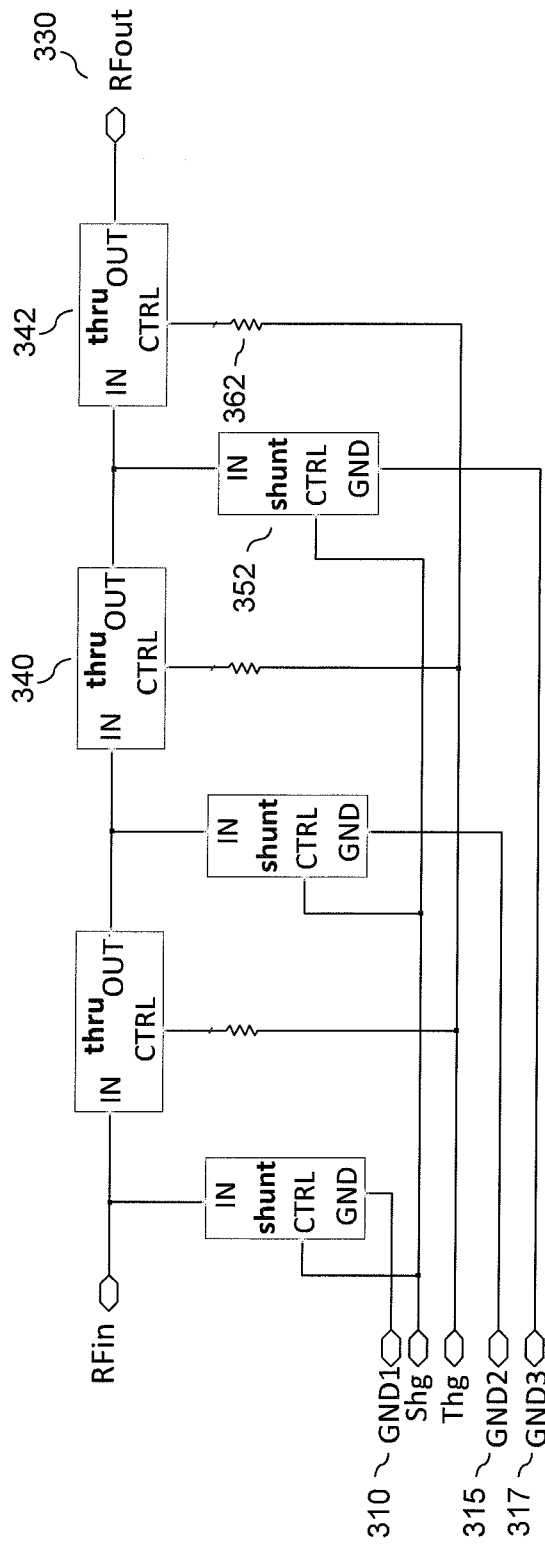 330
RFout
342
IN thru OUT
CTRL
362
IN
shunt
CTRL
GND
352
340
IN thru OUT
CTRL
IN
shunt
CTRL
GND
IN thru OUT
CTRL
IN
shunt
CTRL
GND
RFin
310 GND1
Shg
Thg
315 GND2
317 GND3